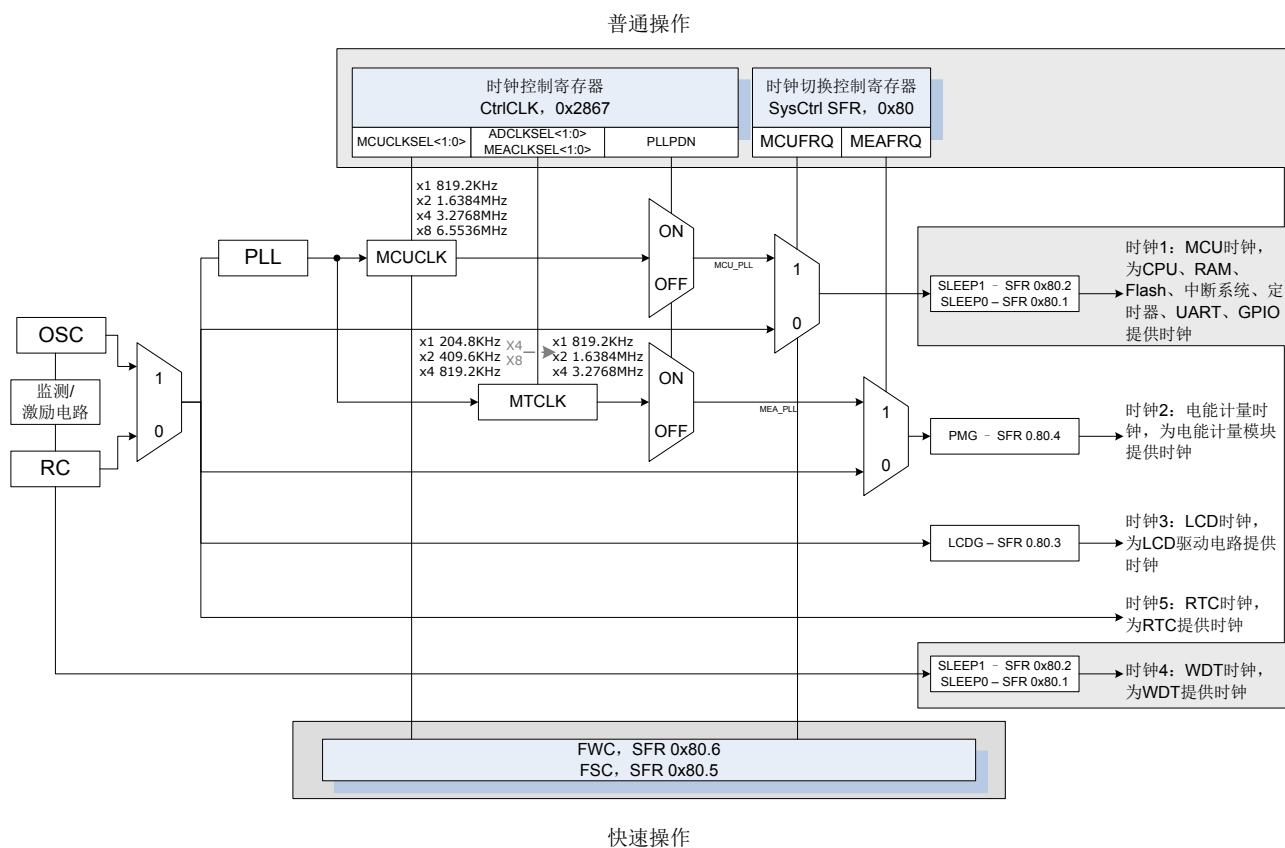 普通操作
时钟控制寄存器
CtrlCLK，0x2867
时钟切换控制寄存器
SysCtrl SFR，0x80
MCUCLKSEL<1:0>
ADCLKSEL<1:0>
MEACLKSEL<1:0>
PLLPDN
MCUFRQ
MEAFRQ
x1 819.2KHz
x2 1.6384MHz
x4 3.2768MHz
x8 6.5536MHz
PLL
MCUCLK
ON
OFF
MCU_PLL
1
0
SLEEP1 - SFR 0x80.2
SLEEP0 – SFR 0x80.1
时钟1：MCU时钟，
为CPU、RAM、
Flash、中断系统、定
时器、UART、GPIO
提供时钟
OSC
监测/
激励电路
RC
1
0
x1 204.8KHz
x2 409.6KHz
x4 819.2KHz
X4
X8
x1 819.2KHz
x2 1.6384MHz
x4 3.2768MHz
MTCLK
ON
OFF
MEA_PLL
1
0
PMG - SFR 0.80.4
时钟2：电能计量时
钟，为电能计量模块
提供时钟
LCDG – SFR 0.80.3
时钟3：LCD时钟，
为LCD驱动电路提供
时钟
时钟5：RTC时钟，
为RTC提供时钟
SLEEP1 - SFR 0x80.2
SLEEP0 – SFR 0x80.1
时钟4：WDT时钟，
为WDT提供时钟
FWC，SFR 0x80.6
FSC，SFR 0x80.5
快速操作